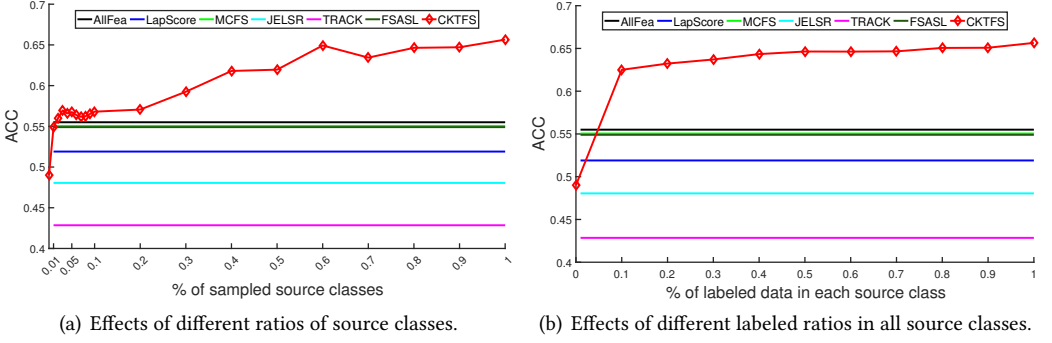 AllFea LapScore MCFS JELSR TRACK FSASL CKTFS
0.7
0.65
0.6
0.55
0.5
0.45
0.4
ACC
0.01 0.05 0.1 0.2 0.3 0.4 0.5 0.6 0.7 0.8 0.9 1
% of sampled source classes
(a) Effects of different ratios of source classes.
AllFea LapScore MCFS JELSR TRACK FSASL CKTFS
0.7
0.65
0.6
0.55
0.5
0.45
0.4
ACC
0 0.1 0.2 0.3 0.4 0.5 0.6 0.7 0.8 0.9 1
% of labeled data in each source class
(b) Effects of different labeled ratios in all source classes.